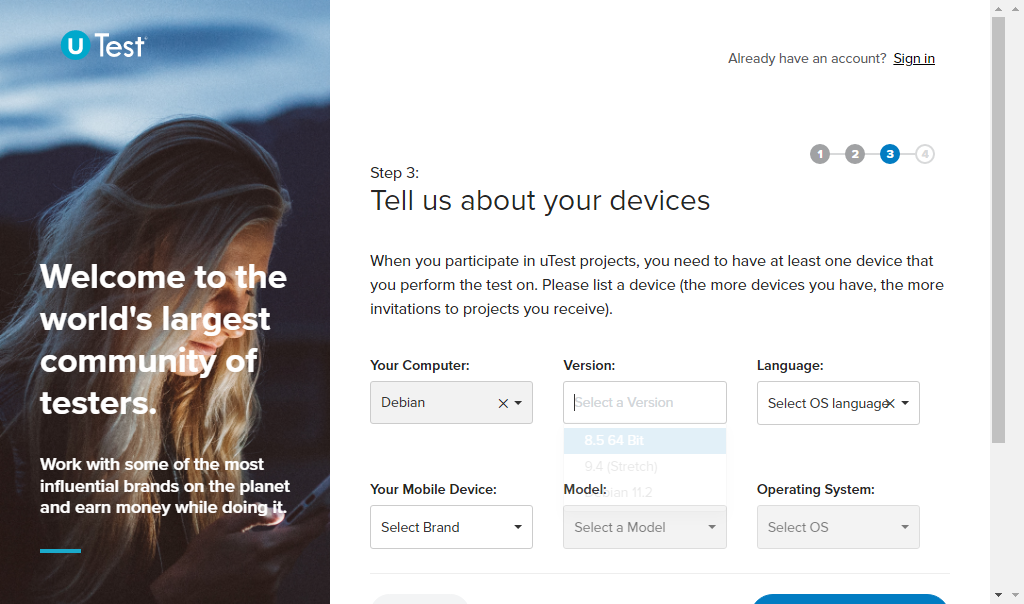 U Test
Already have an account? Sign in
1 2 3 4
Step 3:
Tell us about your devices
Welcome to the
world's largest
community of
testers.
Work with some of the most
influential brands on the planet
and earn money while doing it.
When you participate in uTest projects, you need to have at least one device that
you perform the test on. Please list a device (the more devices you have, the more
invitations to projects you receive).
Your Computer: Version: Language:
Debian Select a Version Select OS language
8.5 64 Bit
9.4 (Stretch)
Your Mobile Device: Model: Operating System:
11.2
Select Brand Select a Model Select OS